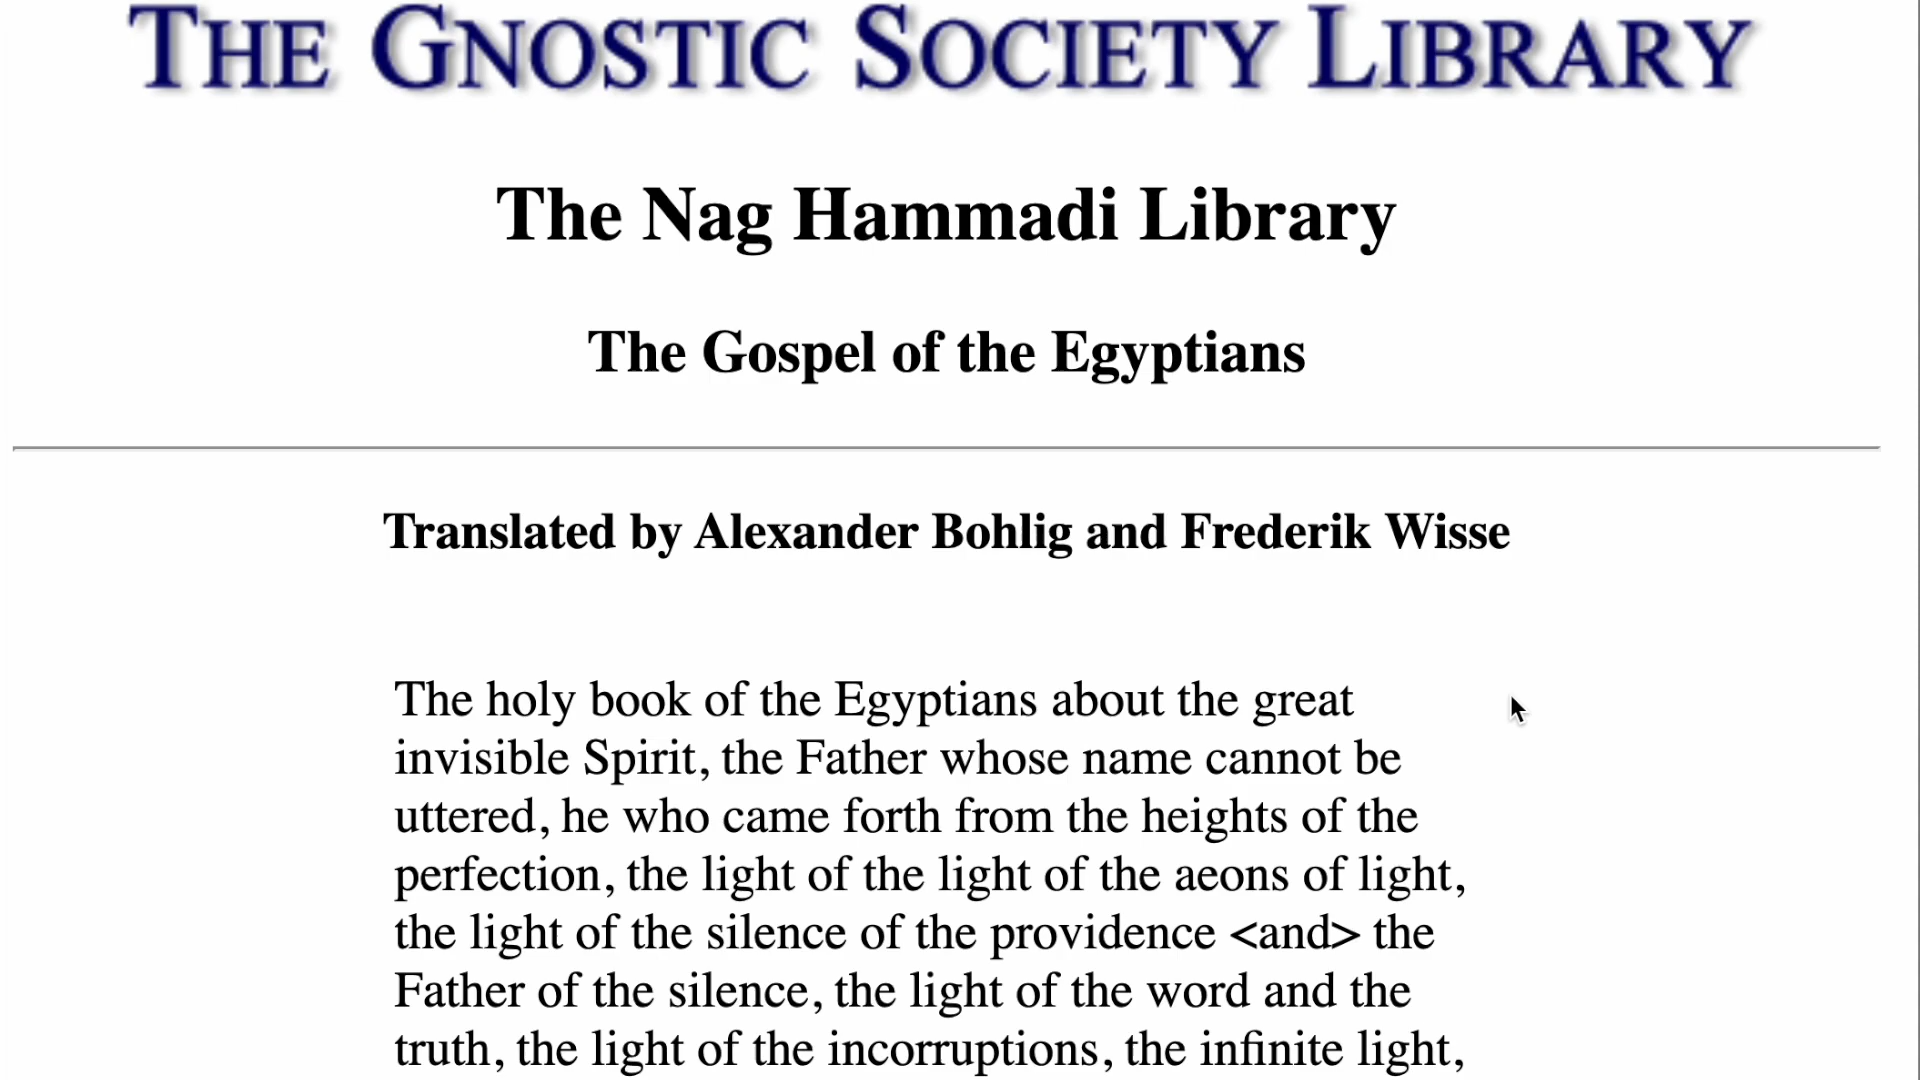 THE GNOSTIC SOCIETY LIBRARY
The Nag Hammadi Library
The Gospel of the Egyptians
Translated by Alexander Bohlig and Frederik Wisse
The holy book of the Egyptians about the great
invisible Spirit, the Father whose name cannot be
uttered, he who came forth from the heights of the
perfection, the light of the light of the aeons of light,
the light of the silence of the providence <and> the
Father of the silence, the light of the word and the
truth, the light of the incorruptions, the infinite light,